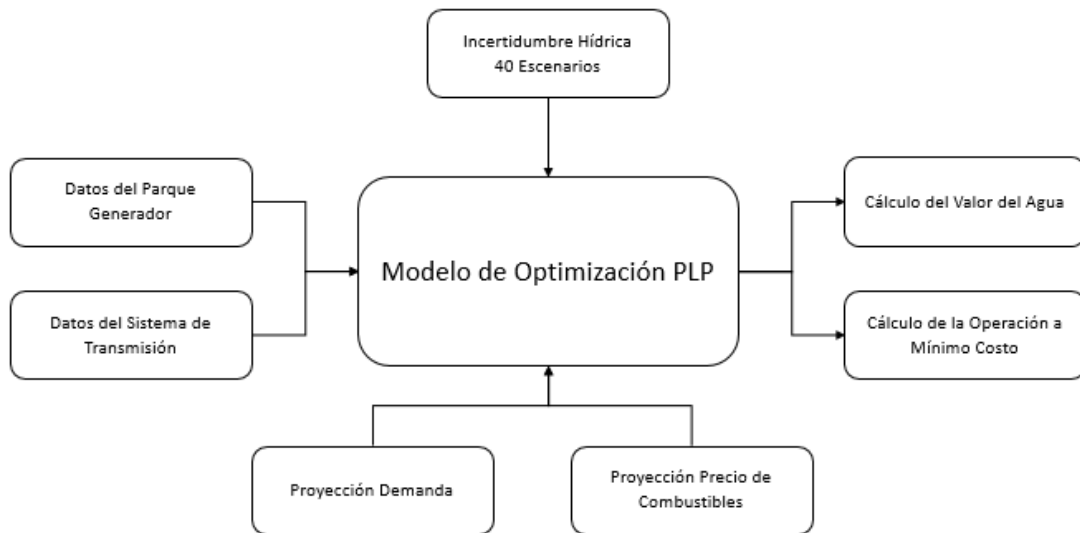 Incertidumbre Hídrica
40 Escenarios
Datos del Parque
Generador
Cálculo del Valor del Agua
Modelo de Optimización PLP
Datos del Sistema de
Transmisión
Cálculo de la Operación a
Mínimo Costo
Proyección Demanda
Proyección Precio de
Combustibles